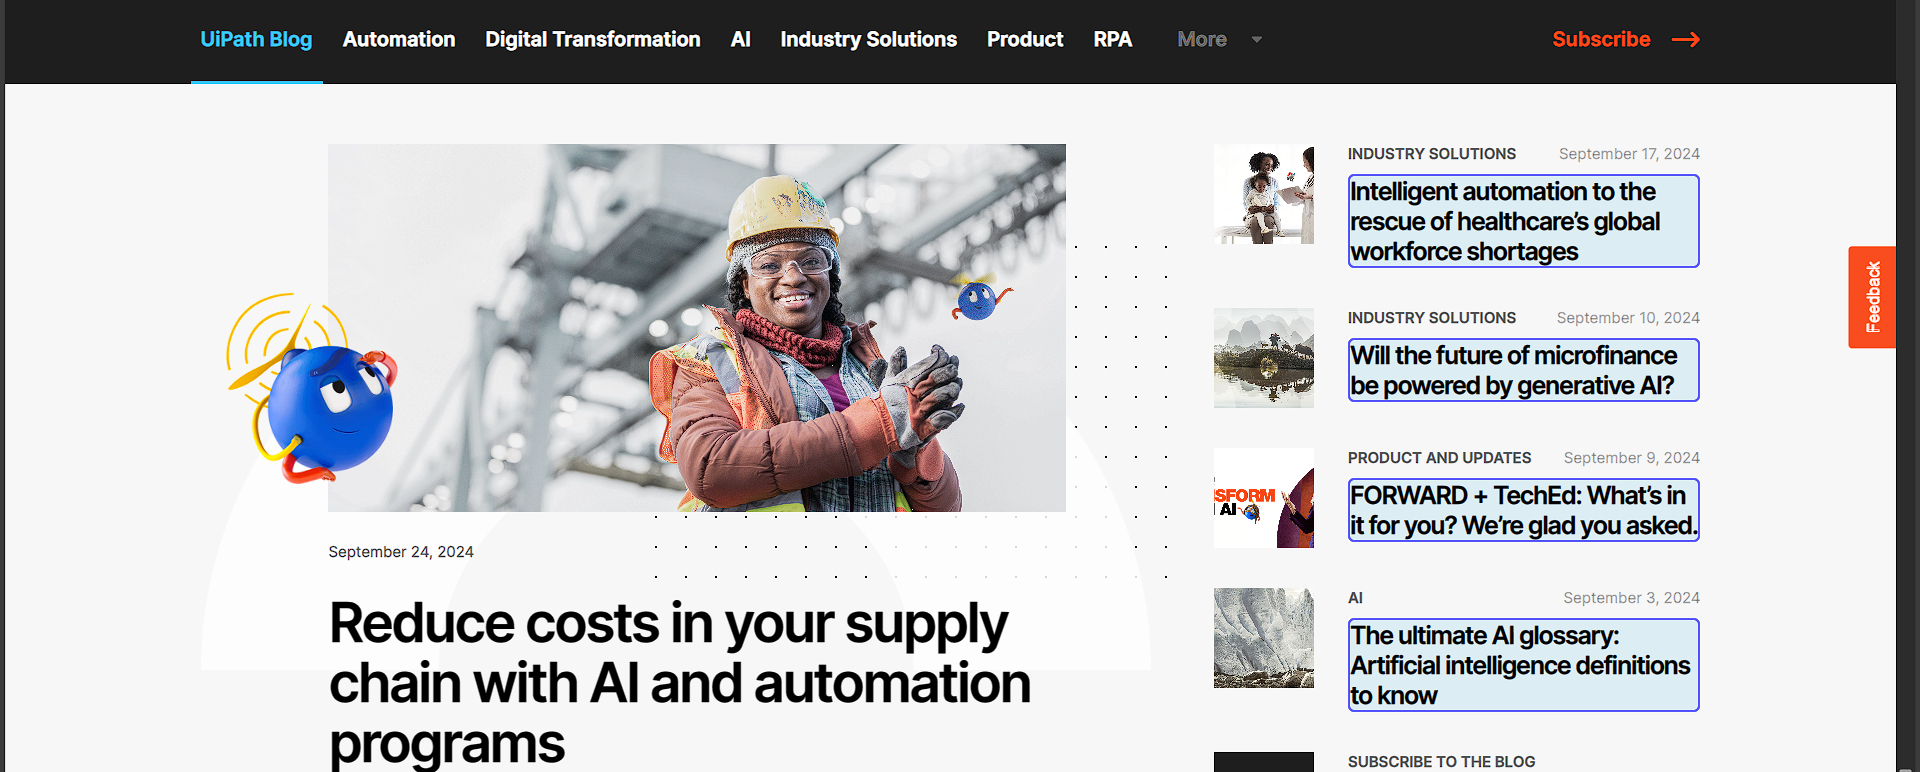 UiPath Blog Automation Digital Transformation AI Industry Solutions Product RPA More Subscribe
September 24, 2024
Reduce costs in your supply
chain with AI and automation
programs
INDUSTRY SOLUTIONS September 17, 2024
Intelligent automation to the
rescue of healthcare’s global
workforce shortages
INDUSTRY SOLUTIONS September 10, 2024
Will the future of microfinance
be powered by generative AI?
SFORM
AI
PRODUCT AND UPDATES September 9, 2024
FORWARD + TechEd: What’s in
it for you? We’re glad you asked.
AI September 3, 2024
The ultimate AI glossary:
Artificial intelligence definitions
to know
SUBSCRIBE TO THE BLOG
Feedback